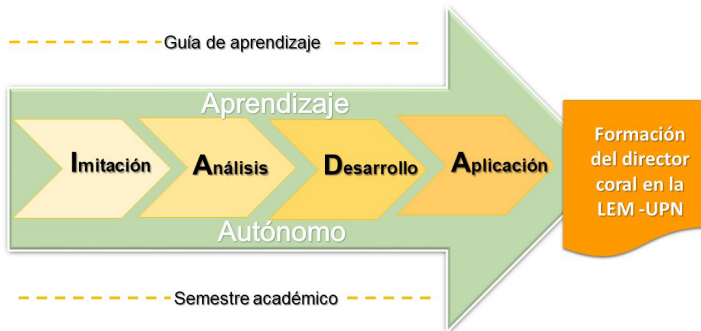 Guía de aprendizaje
Aprendizaje
Imitación
Análisis
Desarrollo
Aplicación
Autónomo
Semestre académico
Formación
del director
coral en la
LEM -UPN